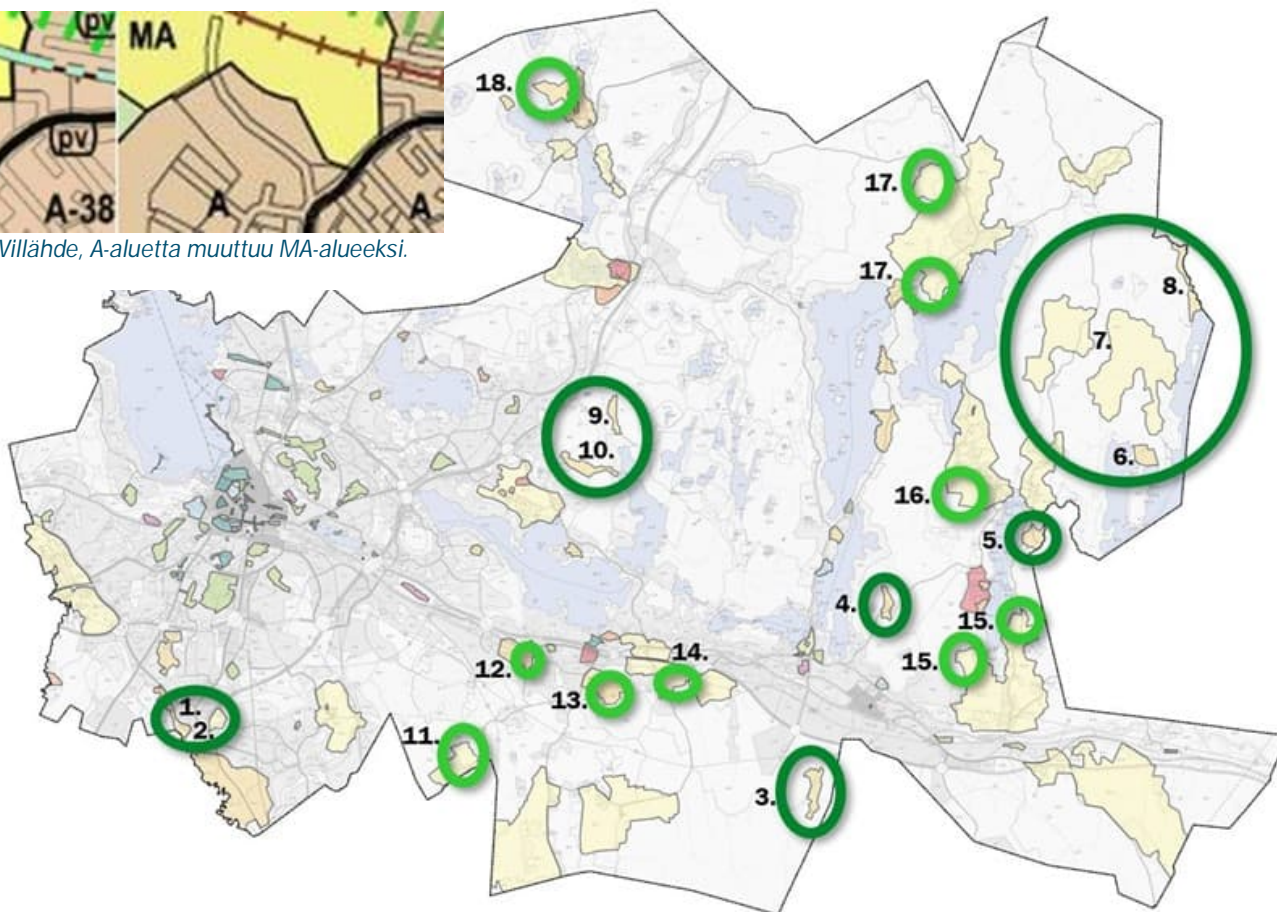 pv
MA
pv
A-38
A
A
Villähde, A-aluetta muuttuu MA-alueeksi.
18.
17.
17.
8.
7.
9.
10.
6.
16.
5.
4.
15.
12.
14.
15.
13.
1.
2.
11.
3.